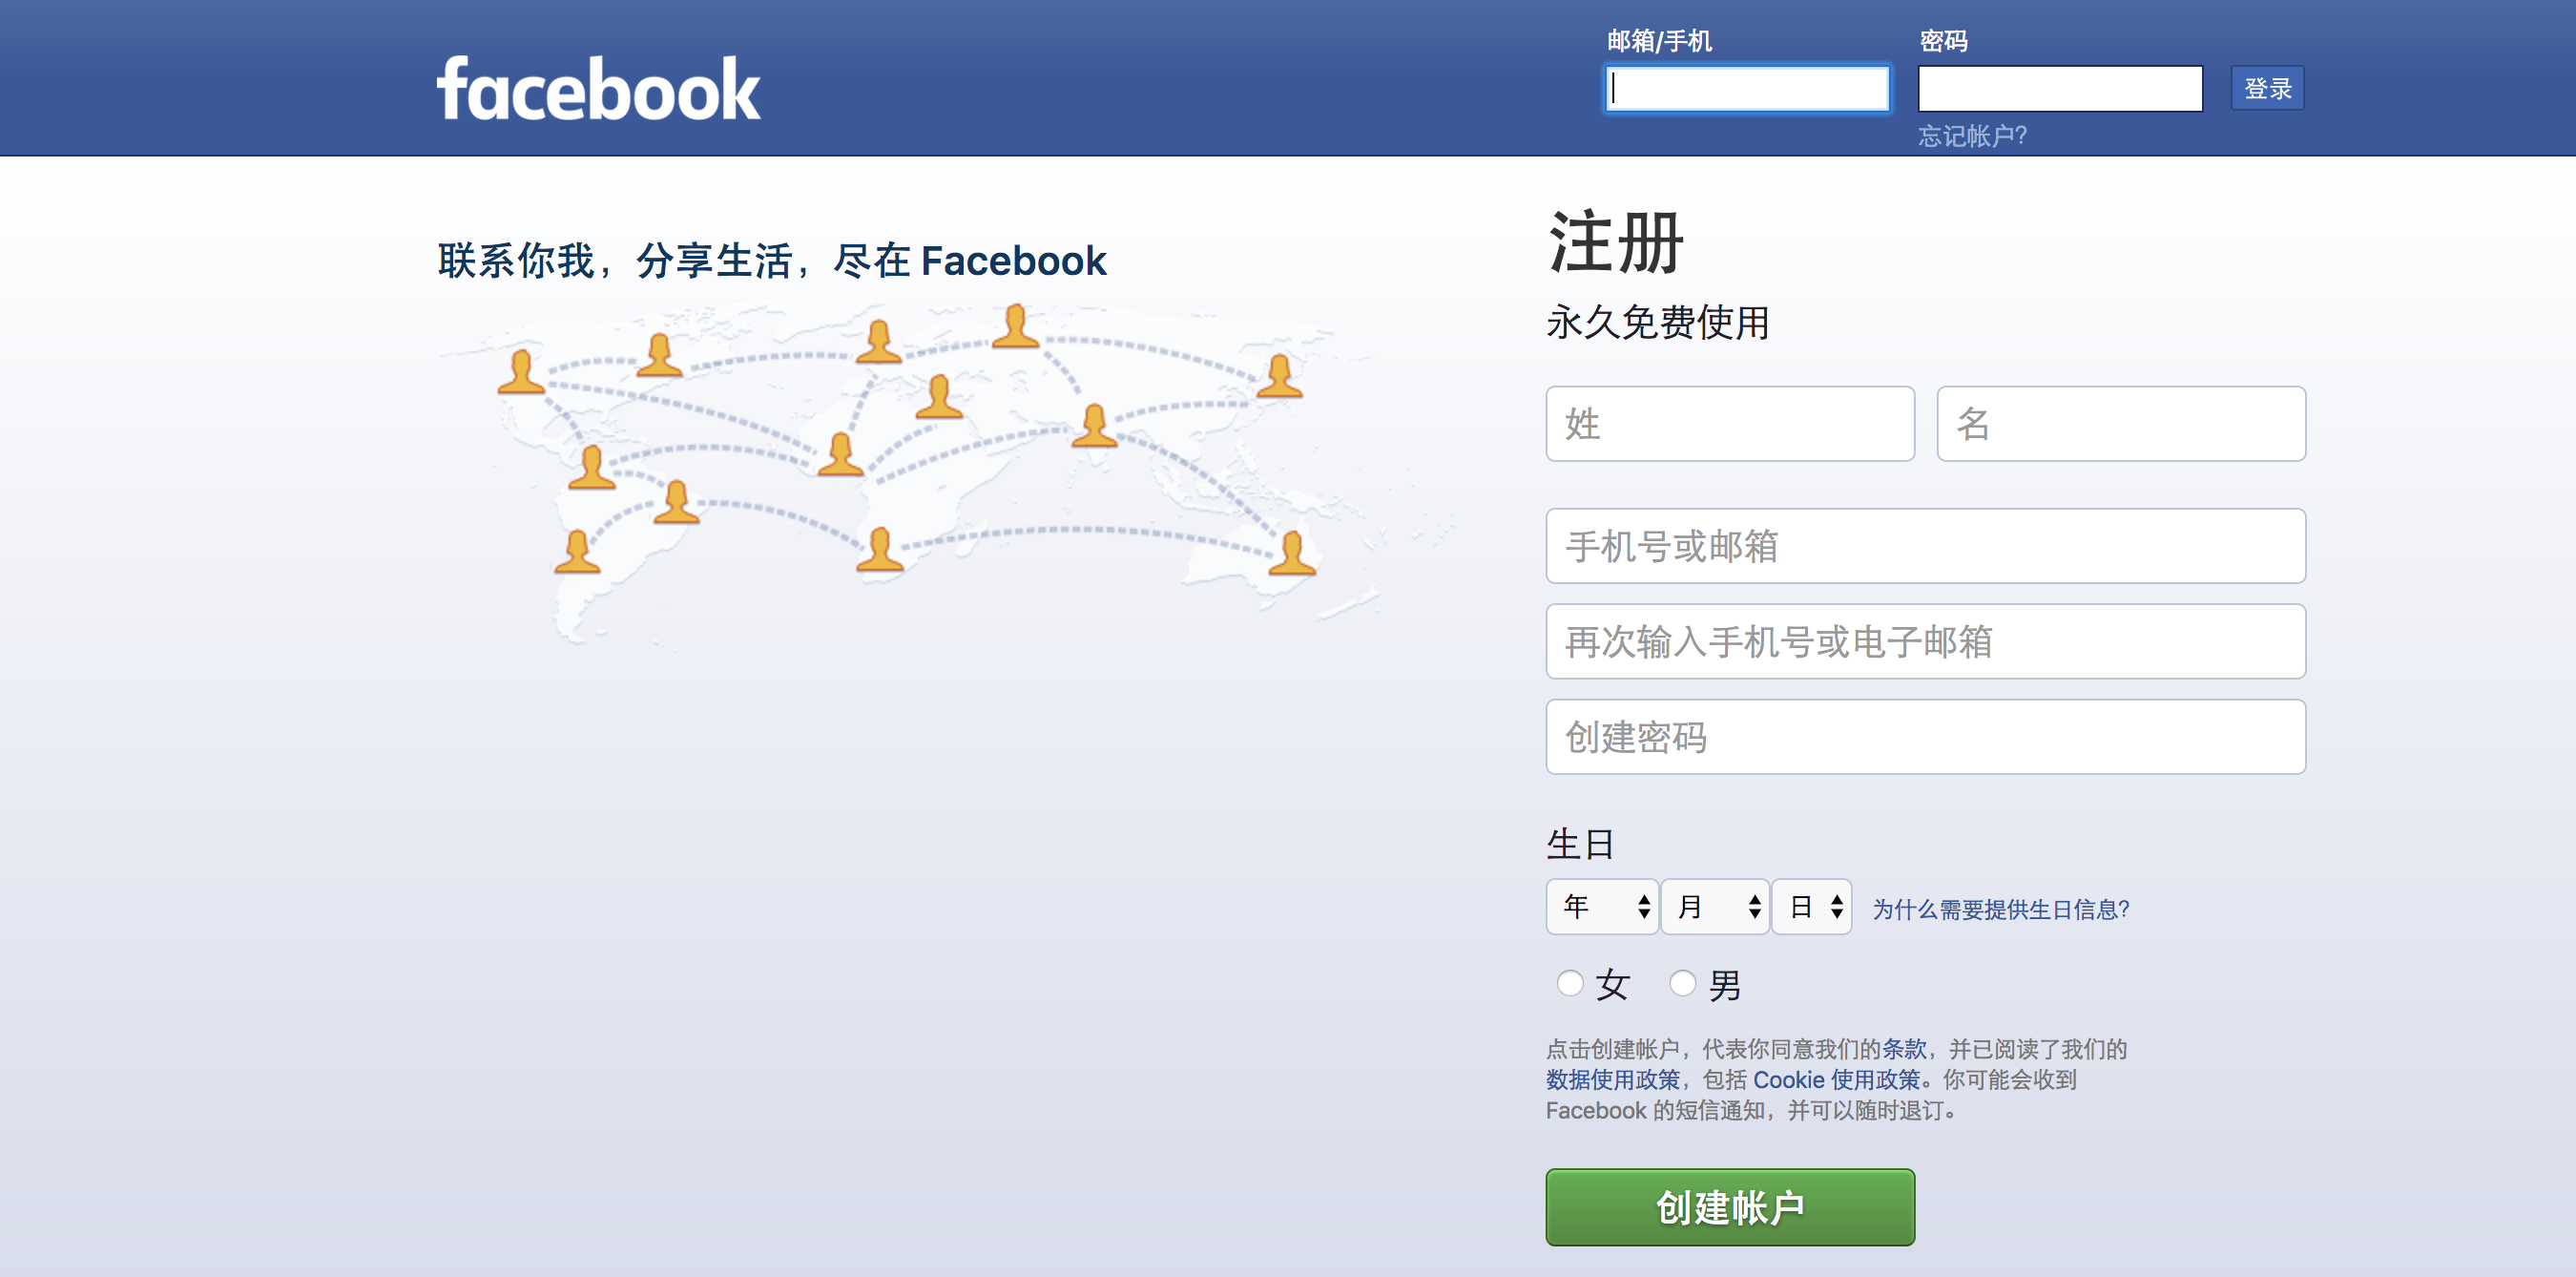 facebook
邮箱/手机
密码
登录
忘记帐户?
联系你我，分享生活，尽在 Facebook
注册
永久免费使用
姓
名
手机号或邮箱
再次输入手机号或电子邮箱
创建密码
生日
年
月
日
为什么需要提供生日信息?
女
男
点击创建帐户，代表你同意我们的条款，并已阅读了我们的
数据使用政策，包括 Cookie 使用政策。你可能会收到
Facebook 的短信通知，并可以随时退订。
创建帐户